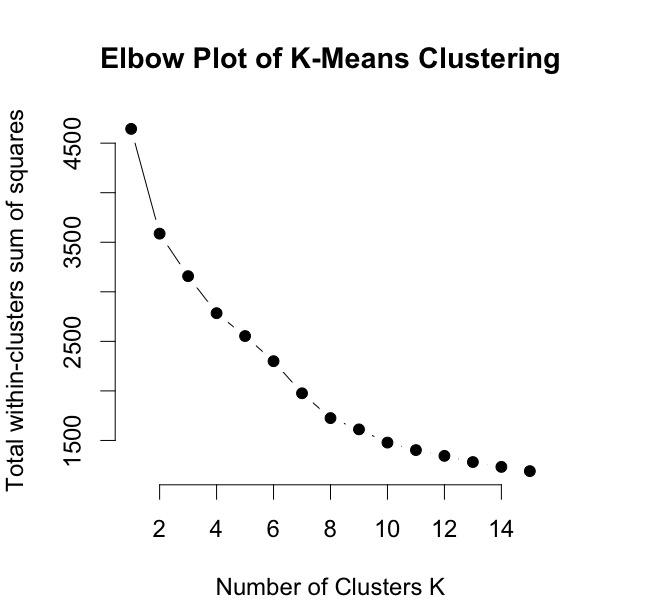 Elbow Plot of K-Means Clustering
Total within-clusters sum of squares
4500
3500
2500
1500
2 4 6 8 10 12 14
Number of Clusters K